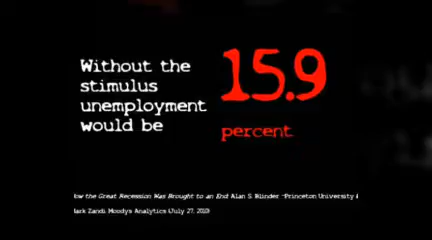 Without the
stimulus
unemployment
would be
15.9
percent
ow the Great Recession Was Brought to an End Alan S. Blinder -Princeton University
ark Zandi Moody's Analytics (July 27, 2010)